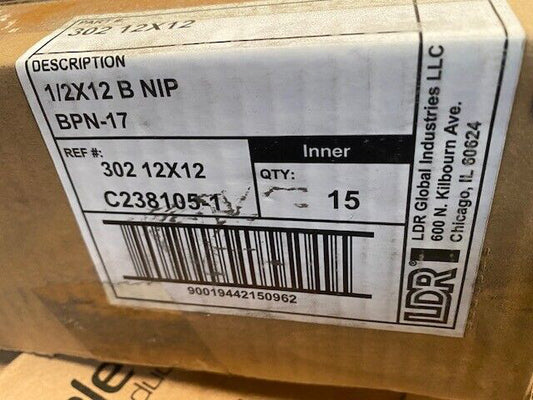 PART #
302 12X12
DESCRIPTION
1/2X12 B NIP
BPN-17
REF #:
302 12X12
C238105-1
Inner
QTY:
15
90019442150962
LDR®
LDR Global Industries LLC
600 N. Kilbourn Ave.
Chicago, IL 60624